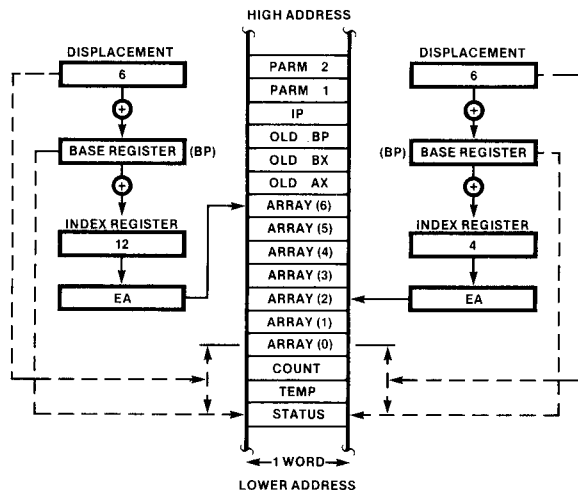 HIGH ADDRESS
DISPLACEMENT
6
+
BASE REGISTER
(BP)
+
INDEX REGISTER
12
EA
PARM 2
PARM 1
IP
OLD BP
OLD BX
OLD AX
ARRAY (6)
ARRAY (5)
ARRAY (4)
ARRAY (3)
ARRAY (2)
ARRAY (1)
ARRAY (0)
COUNT
TEMP
STATUS
1 WORD
LOWER ADDRESS
DISPLACEMENT
6
+
(BP)
BASE REGISTER
+
INDEX REGISTER
4
EA